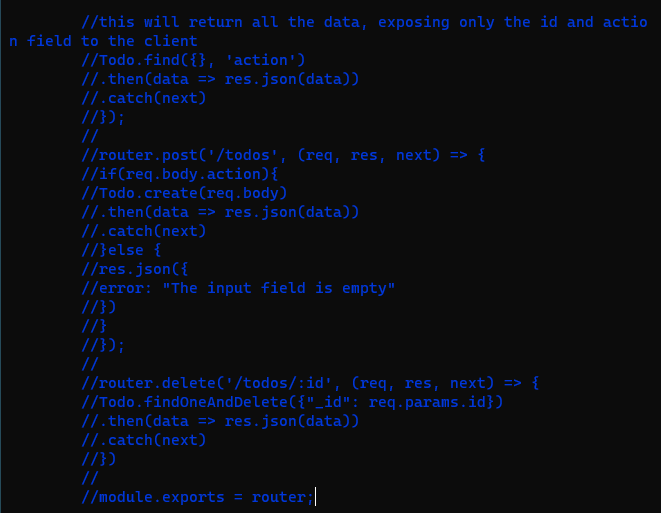 //this will return all the data, exposing only the id and actio
n field to the client
//Todo.find({}, 'action')
//.then(data => res.json(data))
//.catch(next)
//});
//
//router.post('/todos', (req, res, next) => {
//if(req.body.action){
//Todo.create(req.body)
//.then(data => res.json(data))
//.catch(next)
//}else {
//res.json({
//error: "The input field is empty"
//})
//}
//});
//
//router.delete('/todos/:id', (req, res, next) => {
//Todo.findOneAndDelete({"_id": req.params.id})
//.then(data => res.json(data))
//.catch(next)
//})
//
//module.exports = router;